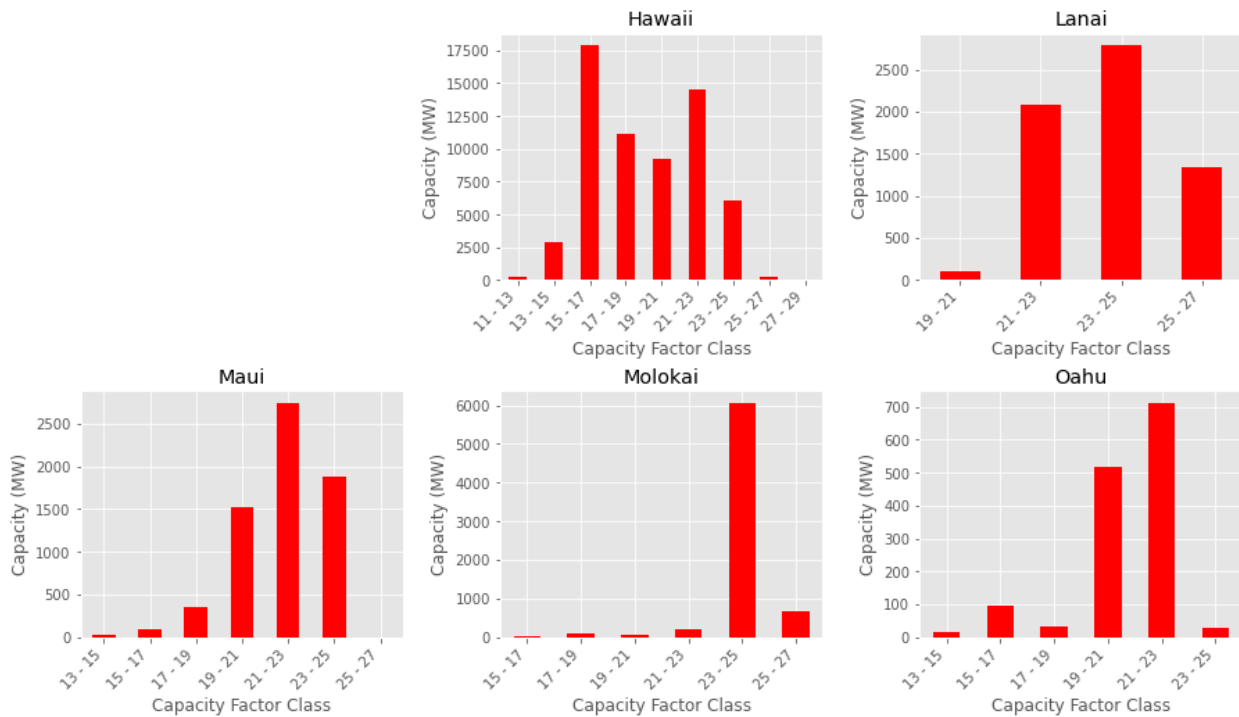 Hawaii
Capacity (MW)
17500
15000
12500
10000
7500
5000
2500
0
11 - 13
13 - 15
15 - 17
17 - 19
19 - 21
21 - 23
23 - 25
25 - 27
27 - 29
Capacity Factor Class
Lanai
Capacity (MW)
2500
2000
1500
1000
500
0
19 - 21
21 - 23
23 - 25
25 - 27
Capacity Factor Class
Maui
Capacity (MW)
2500
2000
1500
1000
500
0
13 - 15
15 - 17
17 - 19
19 - 21
21 - 23
23 - 25
25 - 27
Capacity Factor Class
Molokai
Capacity (MW)
6000
5000
4000
3000
2000
1000
0
15 - 17
17 - 19
19 - 21
21 - 23
23 - 25
25 - 27
Capacity Factor Class
Oahu
Capacity (MW)
700
600
500
400
300
200
100
0
13 - 15
15 - 17
17 - 19
19 - 21
21 - 23
23 - 25
Capacity Factor Class